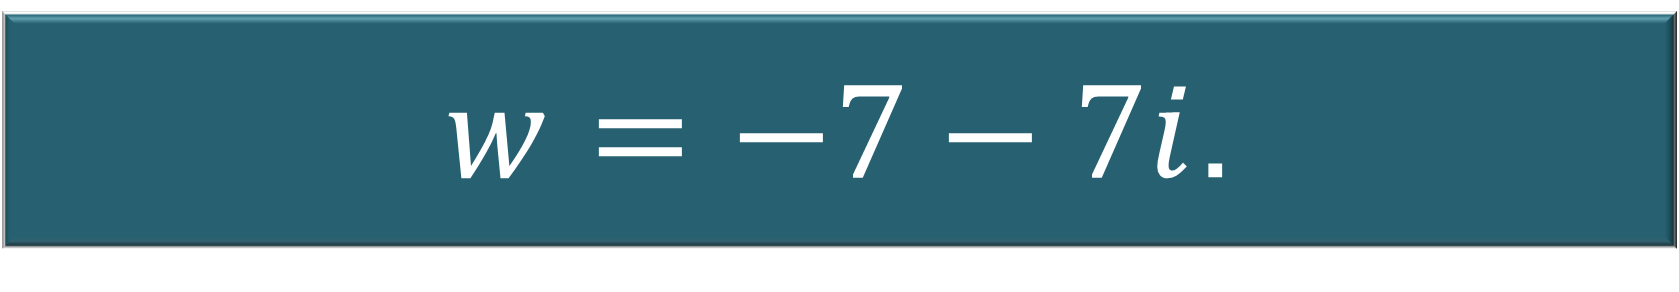 w = −7 − 7i.